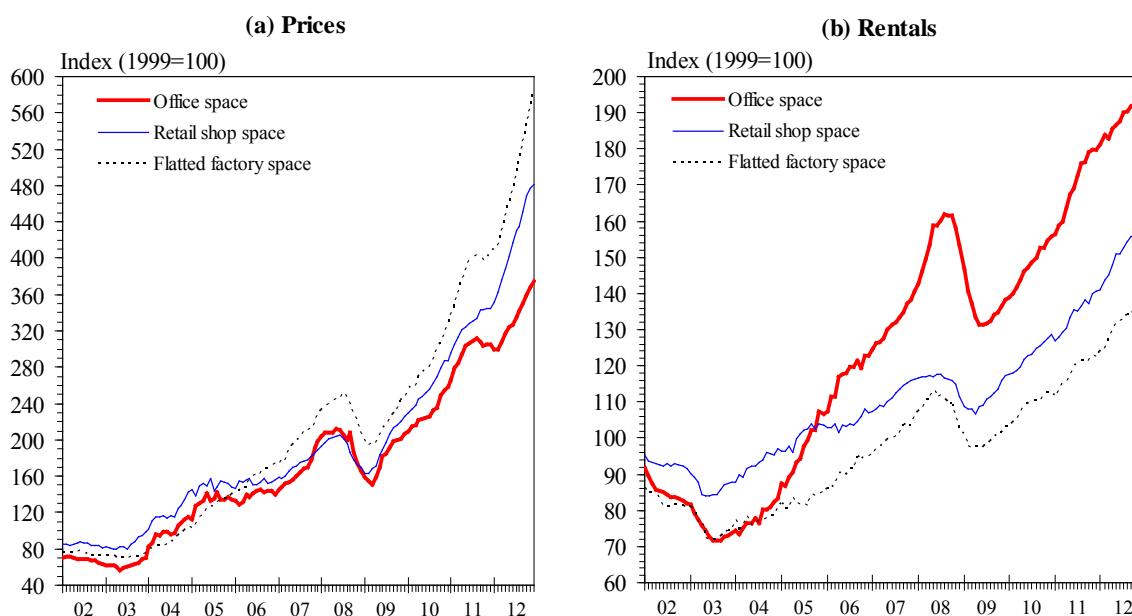 (a) Prices
Index (1999=100)
600
560
520
480
440
400
360
320
280
240
200
160
120
80
40
Office space
Retail shop space
Flatted factory space
02 03 04 05 06 07 08 09 10 11 12
(b) Rentals
Index (1999=100)
200
190
180
170
160
150
140
130
120
110
100
90
80
70
60
Office space
Retail shop space
Flatted factory space
02 03 04 05 06 07 08 09 10 11 12